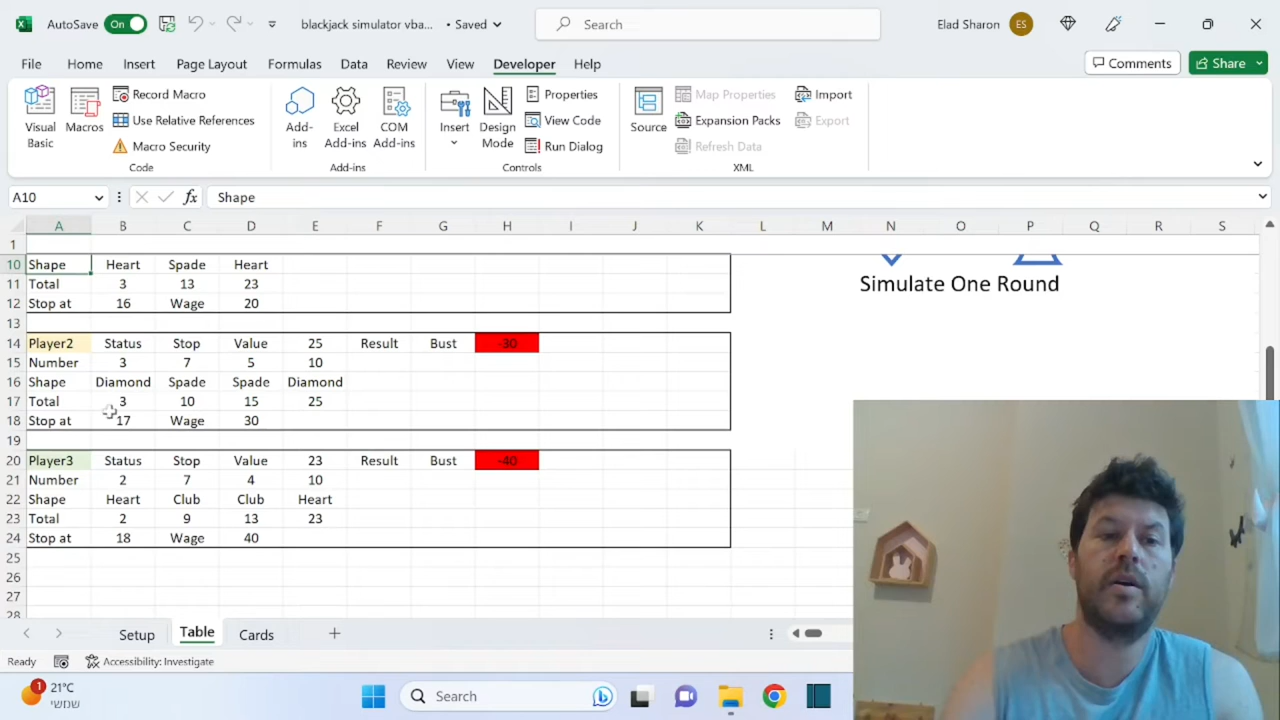 AutoSave On blackjack simulator vba... • Saved Search Elad Sharon ES
File Home Insert Page Layout Formulas Data Review View Developer Help Comments Share
Visual Basic
Macros
Record Macro
Use Relative References
Macro Security
Code
Add-ins
Excel Add-ins
COM Add-ins
Add-ins
Insert
Design Mode
Properties
View Code
Run Dialog
Controls
Source
Map Properties
Expansion Packs
Refresh Data
Import
Export
XML
A10 fx Shape
A B C D E F G H I J K L M N O P Q R S
1
10 Shape Heart Spade Heart
11 Total 3 13 23
12 Stop at 16 Wage 20
13
14 Player2 Status Stop Value 25 Result Bust -30
15 Number 3 7 5 10
16 Shape Diamond Spade Spade Diamond
17 Total 3 10 15 25
18 Stop at 17 Wage 30
19
20 Player3 Status Stop Value 23 Result Bust -40
21 Number 2 7 4 10
22 Shape Heart Club Club Heart
23 Total 2 9 13 23
24 Stop at 18 Wage 40
25
26
27
28
Simulate One Round
Setup Table Cards
Ready Accessibility: Investigate
1 21°C
שמשי
Search